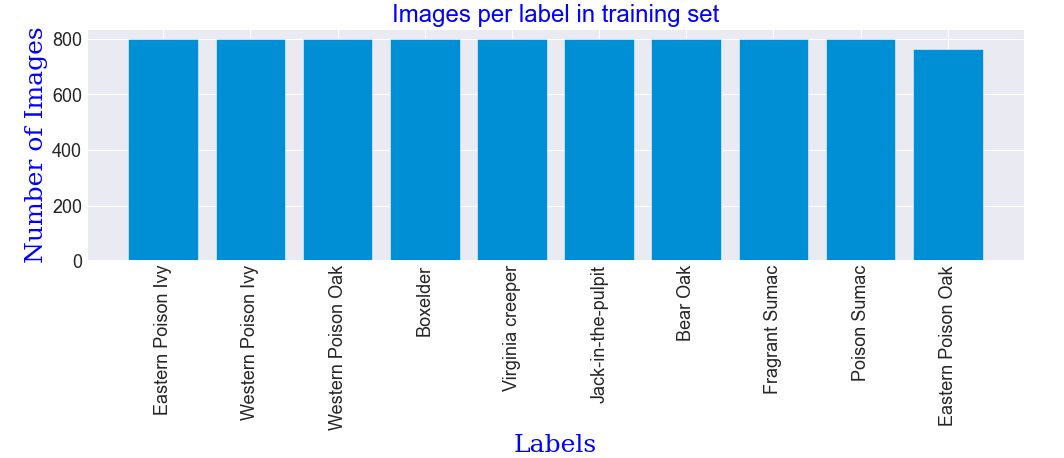 Images per label in training set
Number of Images
800
600
400
200
0
Eastern Poison Ivy
Western Poison Ivy
Western Poison Oak
Boxelder
Virginia creeper
Jack-in-the-pulpit
Bear Oak
Fragrant Sumac
Poison Sumac
Eastern Poison Oak
Labels